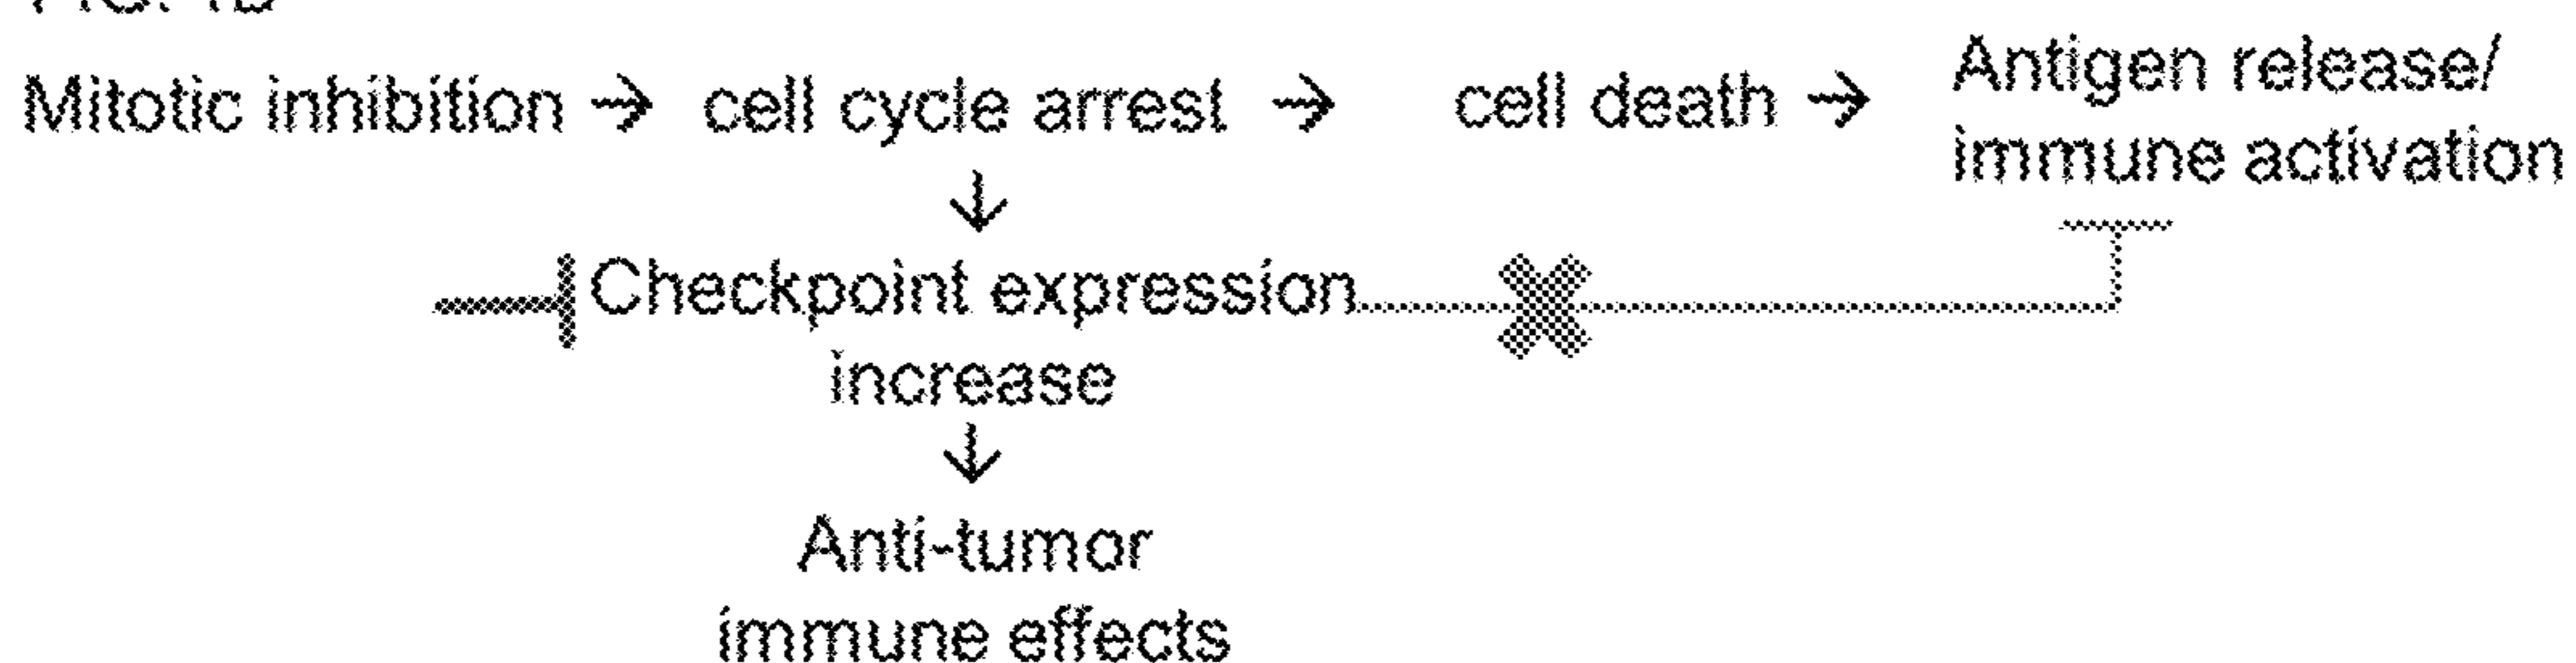 Mitotic inhibition → cell cycle arrest → cell death → Antigen release/
immune activation
↓
Checkpoint expression
increase
↓
Anti-tumor
immune effects